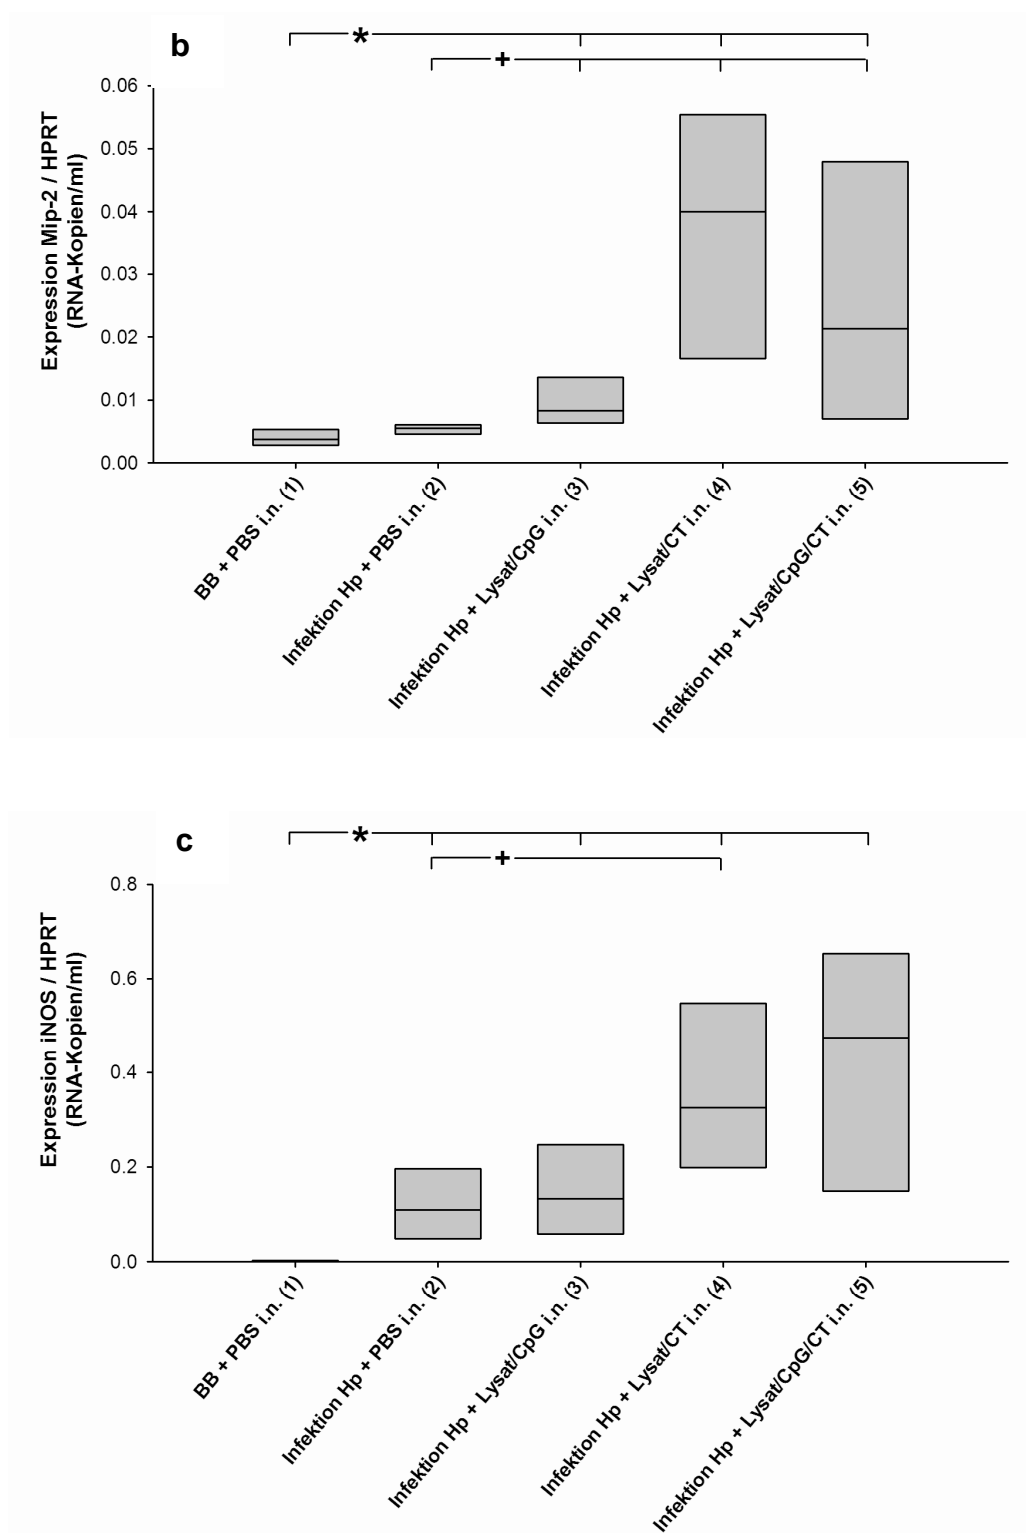 b
*
+
Expression Mip-2 / HPRT
(RNA-Kopien/ml)
0.06
0.05
0.04
0.03
0.02
0.01
0.00
BB + PBS i.n. (1)
Infektion Hp + PBS i.n. (2)
Infektion Hp + Lysat/CpG i.n. (3)
Infektion Hp + Lysat/CT i.n. (4)
Infektion Hp + Lysat/CpG/CT i.n. (5)
c
*
+
Expression iNOS / HPRT
(RNA-Kopien/ml)
0.8
0.6
0.4
0.2
0.0
BB + PBS i.n. (1)
Infektion Hp + PBS i.n. (2)
Infektion Hp + Lysat/CpG i.n. (3)
Infektion Hp + Lysat/CT i.n. (4)
Infektion Hp + Lysat/CpG/CT i.n. (5)